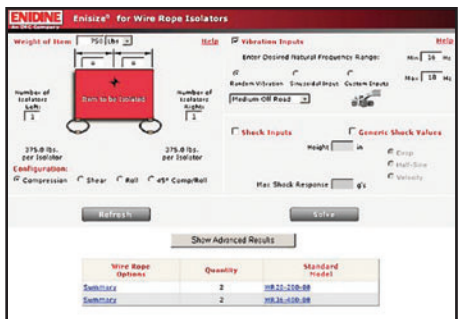 ENIDINE Enisize® for Wire Rope Isolators
An ITT Company
Weight of Item 750 lbs Help
Vibration Inputs Help
Enter Desired Natural Frequency Range: Min 16 Hz
Max 18 Hz
Random Vibration Sinusoidal Input Custom Inputs
Medium Off Road
Number of Isolators Left: 1
Item to be Isolated
Number of Isolators Right: 1
375.0 lbs. per Isolator
375.0 lbs. per Isolator
Configuration:
Compression Shear Roll 45° Comp/Roll
Shock Inputs Generic Shock Values
Height in
Drop
Half-Sine
Velocity
Max Shock Response g's
Refresh Solve
Show Advanced Results
Wire Rope Options Quantity Standard Model
Summary 2
Summary 2